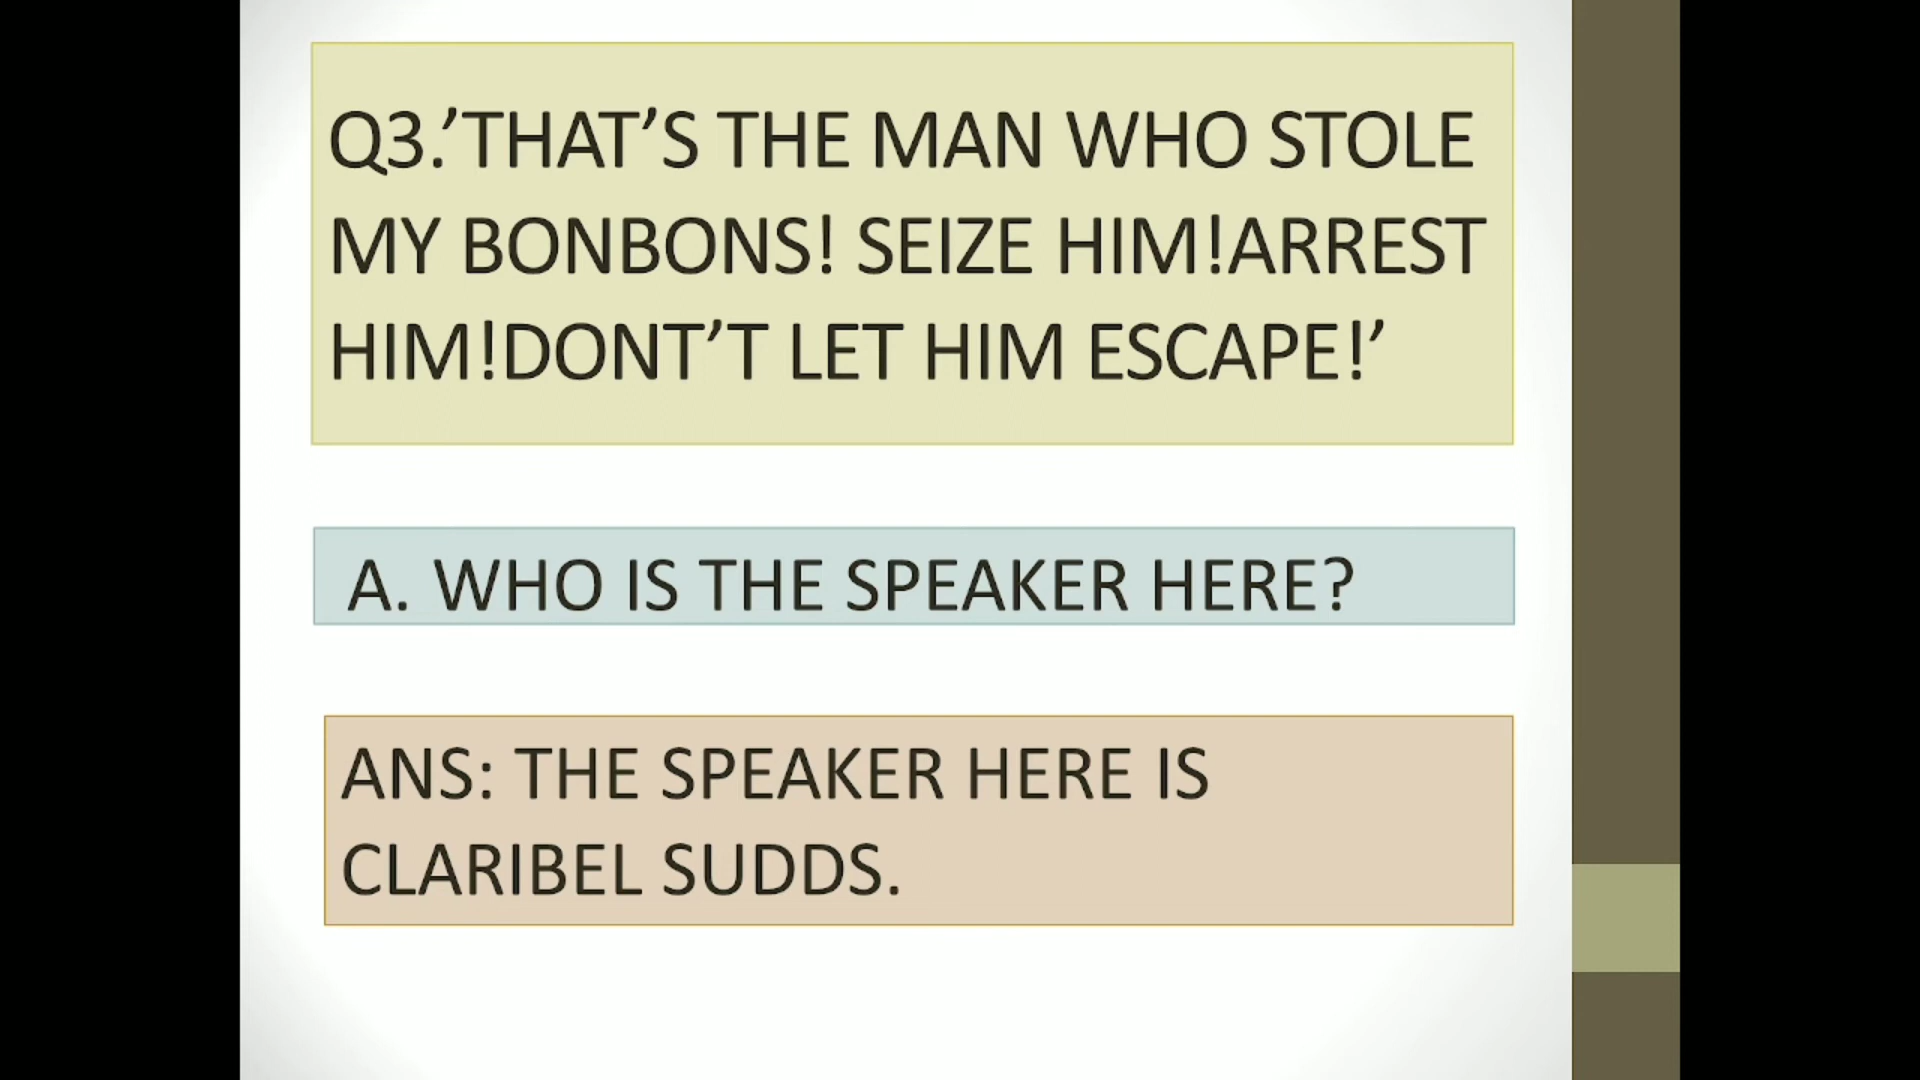 Q3.’THAT’S THE MAN WHO STOLE
MY BONBONS! SEIZE HIM!ARREST
HIM!DONT’T LET HIM ESCAPE!’
A. WHO IS THE SPEAKER HERE?
ANS: THE SPEAKER HERE IS
CLARIBEL SUDDS.